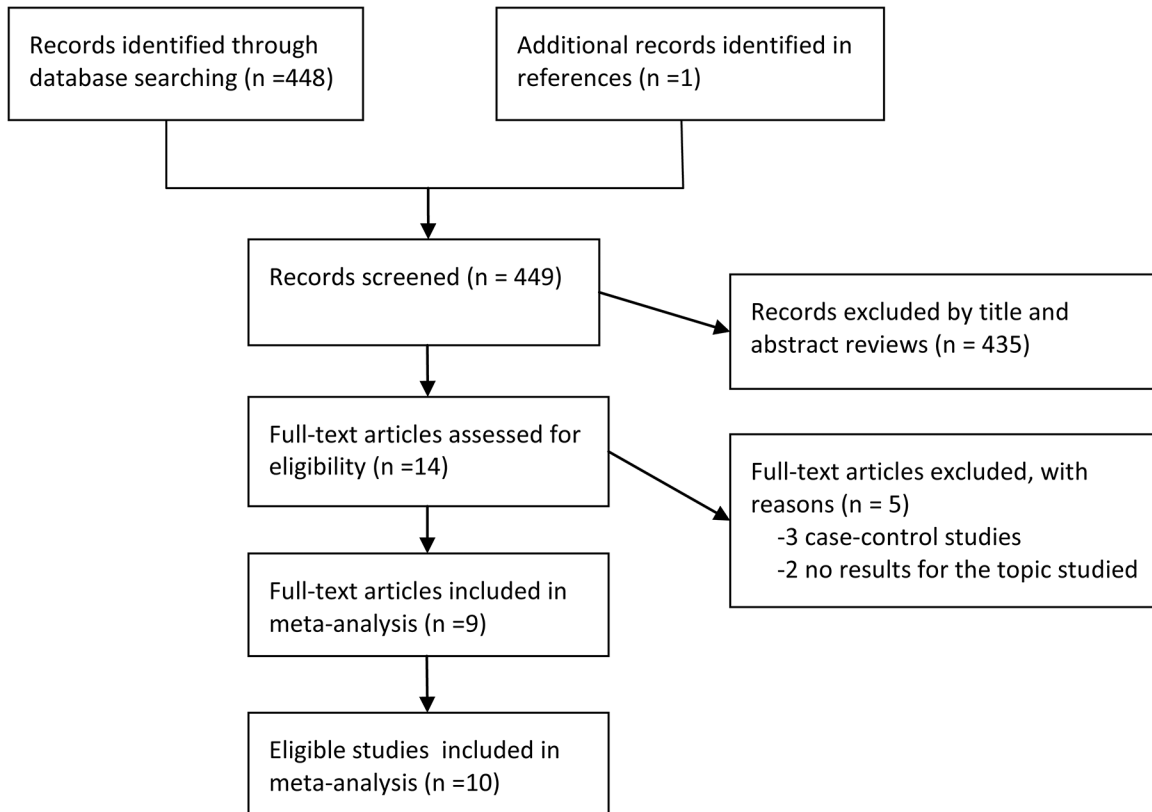 Records identified through
database searching (n =448)
Additional records identified in
references (n =1)
Records screened (n = 449)
Records excluded by title and
abstract reviews (n = 435)
Full-text articles assessed for
eligibility (n =14)
Full-text articles excluded, with
reasons (n = 5)
-3 case-control studies
-2 no results for the topic studied
Full-text articles included in
meta-analysis (n =9)
Eligible studies  included in
meta-analysis (n =10)